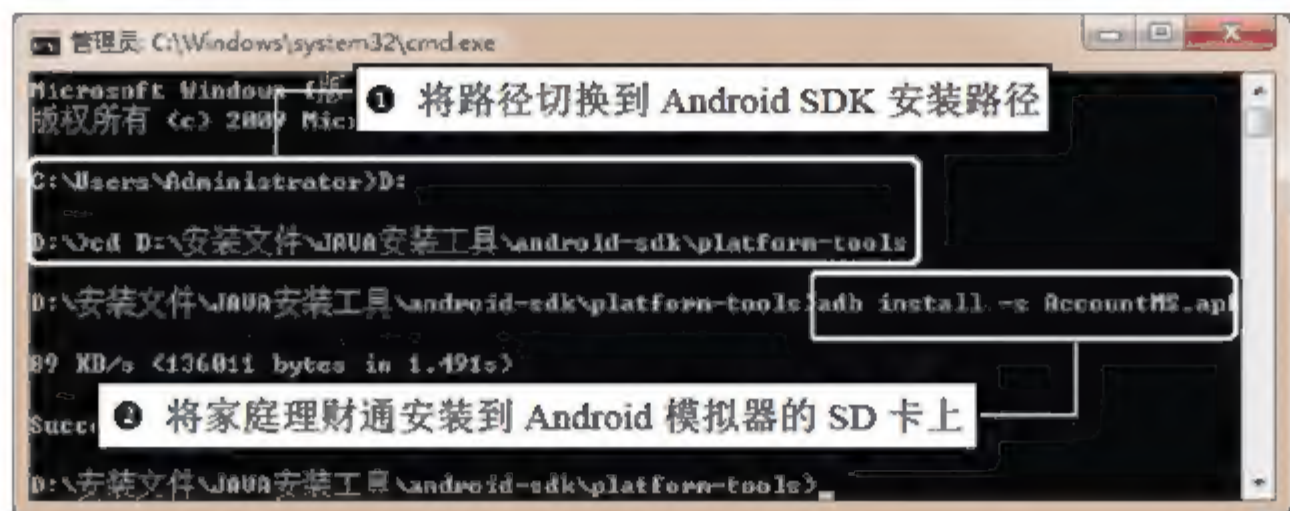 管理员: C:\Windows\system32\cmd.exe
Microsoft Windows [版
❶ 将路径切换到 Android SDK 安装路径
版权所有 (c) 2009 Mic
C:\Users\Administrator>D:
D:\>cd D:\安装文件\JAVA安装工具\android-sdk\platform-tools
D:\安装文件\JAVA安装工具\android-sdk\platform-tools>adb install -s AccountMS.apk
89 KB/s (136011 bytes in 1.491s)
❷ 将家庭理财通安装到 Android 模拟器的 SD 卡上
Succ
D:\安装文件\JAVA安装工具\android-sdk\platform-tools>